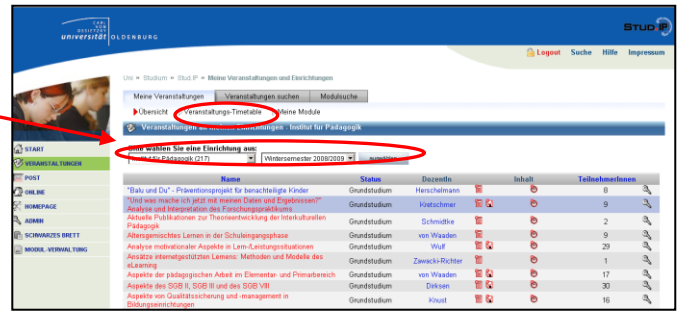 CARL
VON
OSSIETZKY
universität OLDENBURG
STUD IP
Logout Suche Hilfe Impressum
Uni » Studium » Stud.IP » Meine Veranstaltungen und Einrichtungen
Meine Veranstaltungen Veranstaltungen suchen Modulsuche
Übersicht Veranstaltungs-Timetable Meine Module
Veranstaltungen an meinen Einrichtungen - Institut für Pädagogik
START
VERANSTALTUNGEN
POST
ONLINE
HOMEPAGE
ADMIN
SCHWARZES BRETT
MODUL-VERWALTUNG
Bitte wählen Sie eine Einrichtung aus:
Institut für Pädagogik (217) Wintersemester 2008/2009 auswählen
Name Status DozentIn Inhalt TeilnehmerInnen
"Balu und Du" - Präventionsprojekt für benachteiligte Kinder Grundstudium Herschelmann 8
"Und was mache ich jetzt mit meinen Daten und Ergebnissen?"
Analyse und Interpretation des Forschungspraktikums Grundstudium Kretschmer 9
Aktuelle Publikationen zur Theorieentwicklung der Interkulturellen
Pädagogik Grundstudium Schmidtke 2
Altersgemischtes Lernen in der Schuleingangsphase Grundstudium von Waaden 9
Analyse motivationaler Aspekte in Lern-/Leistungssituationen Grundstudium Wulf 29
Ansätze internetgestützten Lernens: Methoden und Modelle des
eLearning Grundstudium Zawacki-Richter 1
Aspekte der pädagogischen Arbeit im Elementar- und Primarbereich Grundstudium von Waaden 17
Aspekte des SGB II, SGB III und des SGB VIII Grundstudium Dirksen 30
Aspekte von Qualitätssicherung und -management in
Bildungseinrichtungen Grundstudium Knust 16